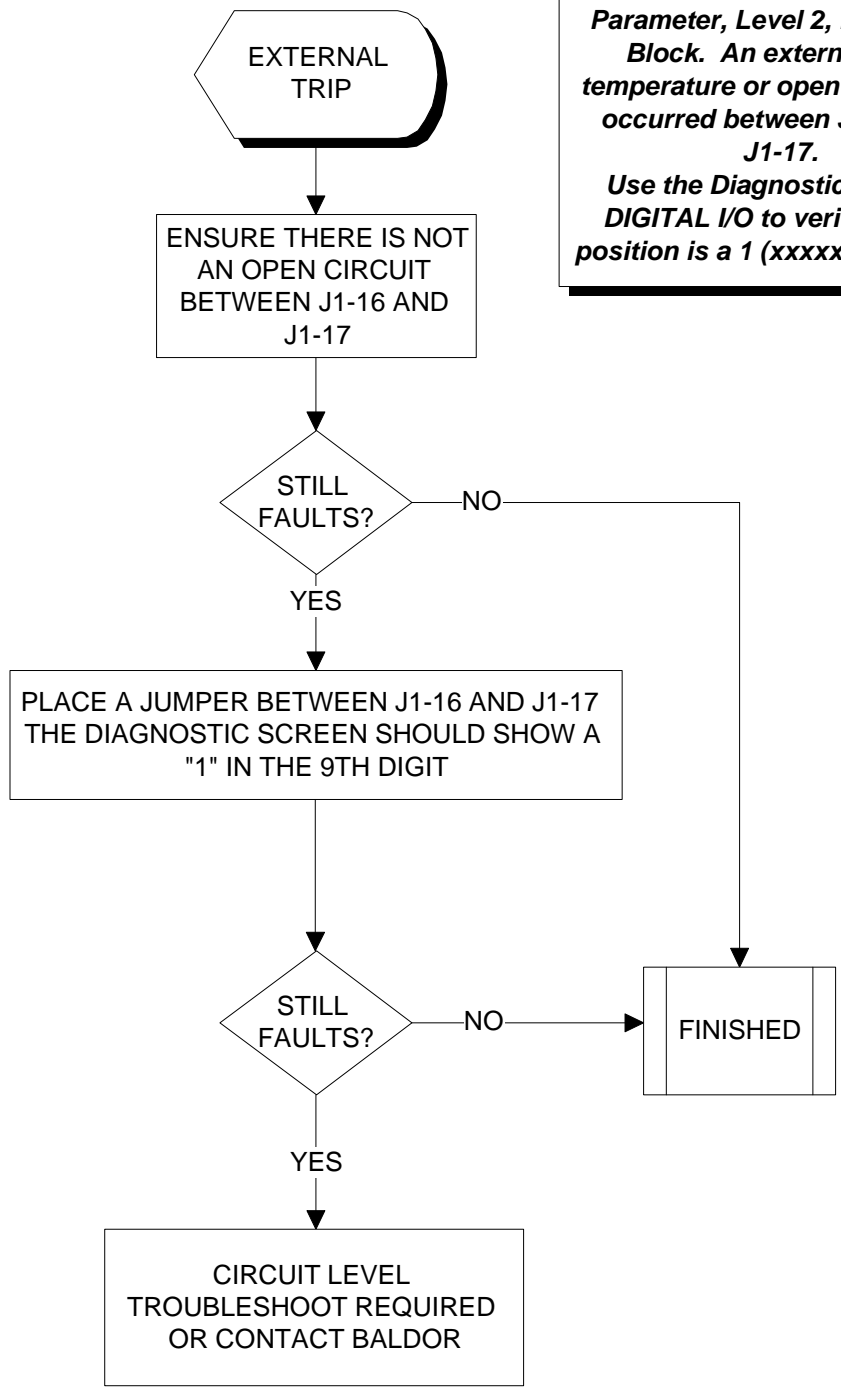 EXTERNAL
TRIP
Parameter, Level 2,
Block. An extern
temperature or open
occurred between
J1-17.
Use the Diagnostic
DIGITAL I/O to veri
position is a 1 (xxxxx
ENSURE THERE IS NOT
AN OPEN CIRCUIT
BETWEEN J1-16 AND
J1-17
STILL
FAULTS?
NO
YES
PLACE A JUMPER BETWEEN J1-16 AND J1-17
THE DIAGNOSTIC SCREEN SHOULD SHOW A
"1" IN THE 9TH DIGIT
STILL
FAULTS?
NO
FINISHED
YES
CIRCUIT LEVEL
TROUBLESHOOT REQUIRED
OR CONTACT BALDOR